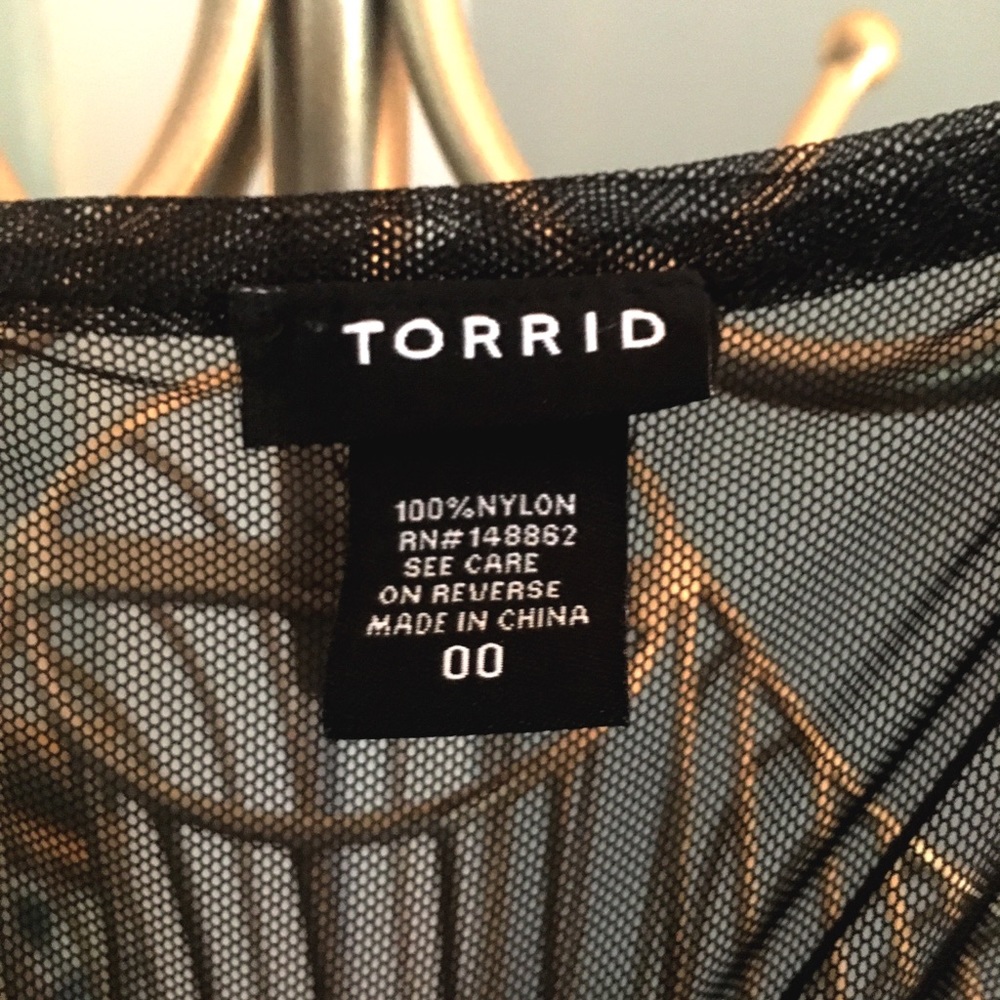 TORRID
100%NYLON
RN#148862
SEE CARE
ON REVERSE
MADE IN CHINA
00